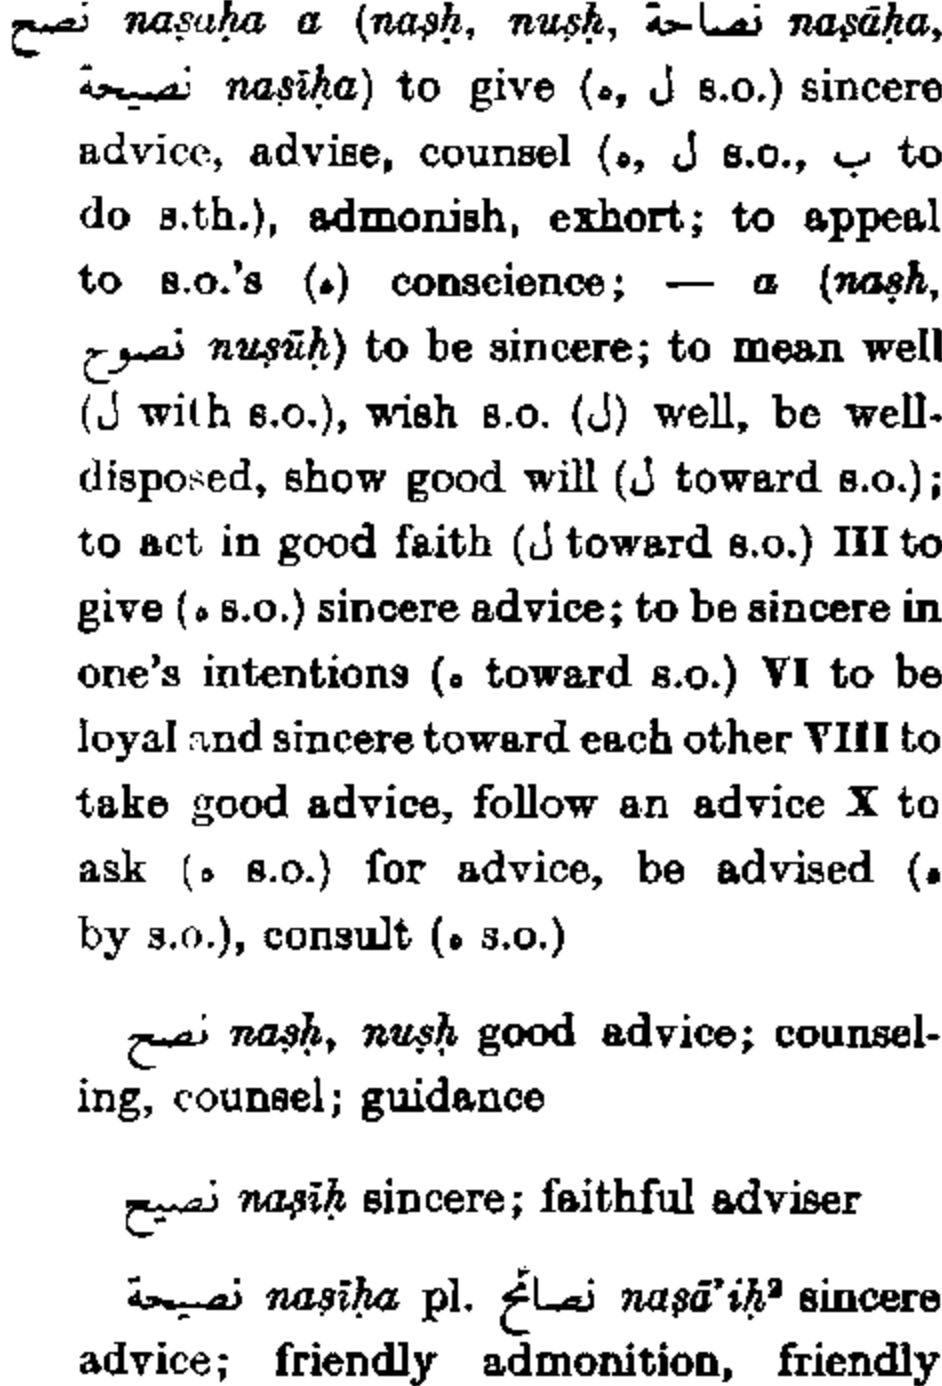 نصح naṣaḥa a (naṣḥ, nuṣḥ, نصاحة naṣāḥa,
نصيحة naṣīḥa) to give (ه, ل s.o.) sincere
advice, advise, counsel (ه, ل s.o., ب to
do s.th.), admonish, exhort; to appeal
to s.o.'s (ه) conscience; — a (naṣḥ,
نصوح nuṣūḥ) to be sincere; to mean well
(ل with s.o.), wish s.o. (ل) well, be well-
disposed, show good will (ل toward s.o.);
to act in good faith (ل toward s.o.) III to
give (ه s.o.) sincere advice; to be sincere in
one's intentions (ه toward s.o.) VI to be
loyal and sincere toward each other VIII to
take good advice, follow an advice X to
ask (ه s.o.) for advice, be advised (ه
by s.o.), consult (ه s.o.)
نصح naṣḥ, nuṣḥ good advice; counsel-
ing, counsel; guidance
نصيح naṣīḥ sincere; faithful adviser
نصيحة naṣīḥa pl. نصائح naṣā'iḥ² sincere
advice; friendly admonition, friendly